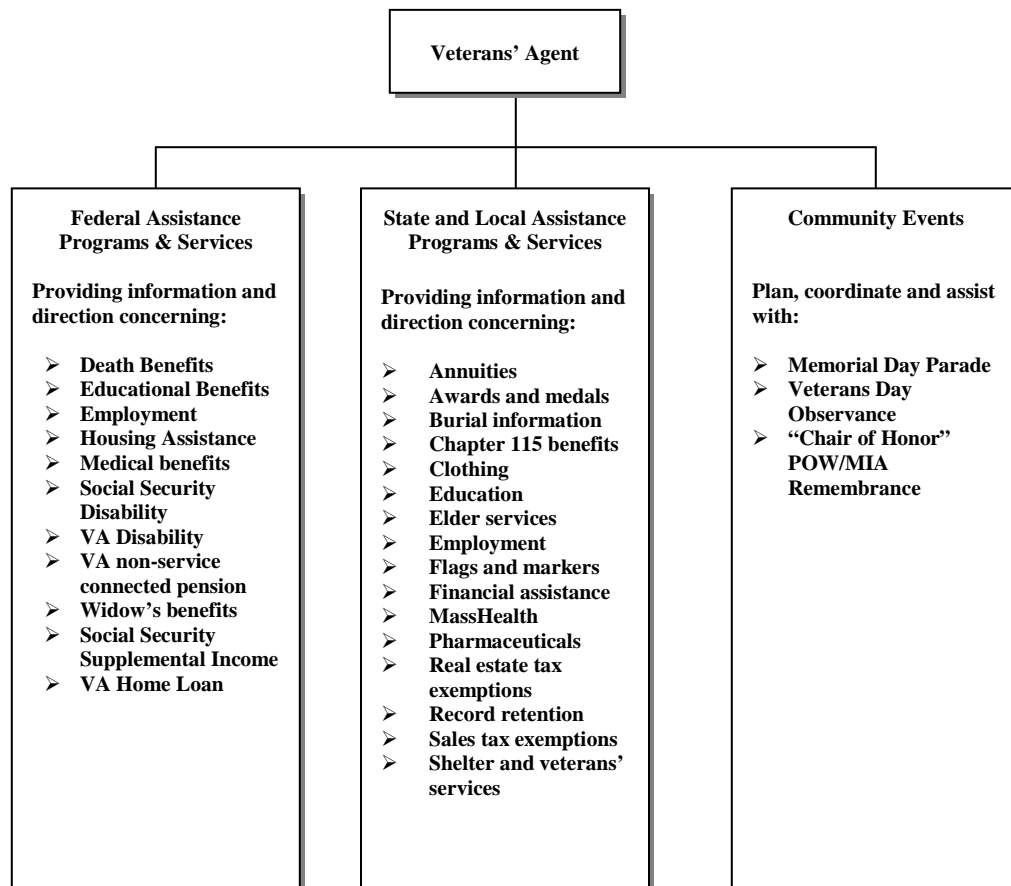 Veterans’ Agent
Federal Assistance
Programs & Services
Providing information and
direction concerning:
➢ Death Benefits
➢ Educational Benefits
➢ Employment
➢ Housing Assistance
➢ Medical benefits
➢ Social Security
Disability
➢ VA Disability
➢ VA non-service
connected pension
➢ Widow’s benefits
➢ Social Security
Supplemental Income
➢ VA Home Loan
State and Local Assistance
Programs & Services
Providing information and
direction concerning:
➢ Annuities
➢ Awards and medals
➢ Burial information
➢ Chapter 115 benefits
➢ Clothing
➢ Education
➢ Elder services
➢ Employment
➢ Flags and markers
➢ Financial assistance
➢ MassHealth
➢ Pharmaceuticals
➢ Real estate tax
exemptions
➢ Record retention
➢ Sales tax exemptions
➢ Shelter and veterans’
services
Community Events
Plan, coordinate and assist
with:
➢ Memorial Day Parade
➢ Veterans Day
Observance
➢ “Chair of Honor”
POW/MIA
Remembrance